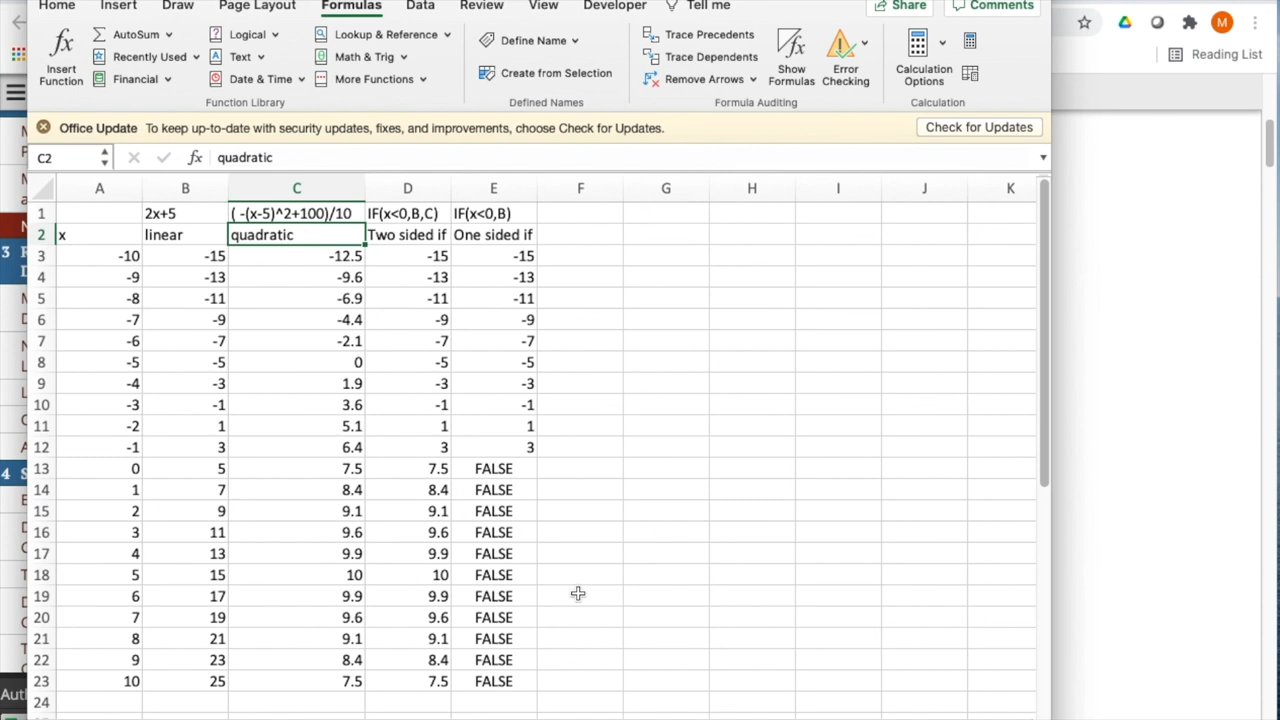 Home Insert Draw Page Layout Formulas Data Review View Developer Tell me Share Comments
AutoSum Logical Lookup & Reference Define Name Trace Precedents
Recently Used Text Math & Trig Trace Dependents
Financial Date & Time More Functions Create from Selection Remove Arrows
Insert Function Show Formulas Error Checking Calculation Options Reading List
Function Library Defined Names Formula Auditing Calculation
Office Update To keep up-to-date with security updates, fixes, and improvements, choose Check for Updates. Check for Updates
C2 fx quadratic
A B C D E F G H I J K
1 2x+5 ( -(x-5)^2+100)/10 IF(x<0,B,C) IF(x<0,B)
2 x linear quadratic Two sided if One sided if
3 -10 -15 -12.5 -15 -15
4 -9 -13 -9.6 -13 -13
5 -8 -11 -6.9 -11 -11
6 -7 -9 -4.4 -9 -9
7 -6 -7 -2.1 -7 -7
8 -5 -5 0 -5 -5
9 -4 -3 1.9 -3 -3
10 -3 -1 3.6 -1 -1
11 -2 1 5.1 1 1
12 -1 3 6.4 3 3
13 0 5 7.5 7.5 FALSE
14 1 7 8.4 8.4 FALSE
15 2 9 9.1 9.1 FALSE
16 3 11 9.6 9.6 FALSE
17 4 13 9.9 9.9 FALSE
18 5 15 10 10 FALSE
19 6 17 9.9 9.9 FALSE
20 7 19 9.6 9.6 FALSE
21 8 21 9.1 9.1 FALSE
22 9 23 8.4 8.4 FALSE
23 10 25 7.5 7.5 FALSE
24